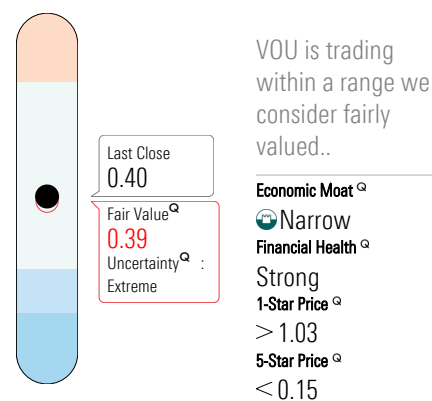 VOU is trading
within a range we
consider fairly
valued..
Last Close
0.40
Fair Value Q
0.39
Uncertainty Q :
Extreme
Economic Moat Q
Narrow
Financial Health Q
Strong
1-Star Price Q
> 1.03
5-Star Price Q
< 0.15